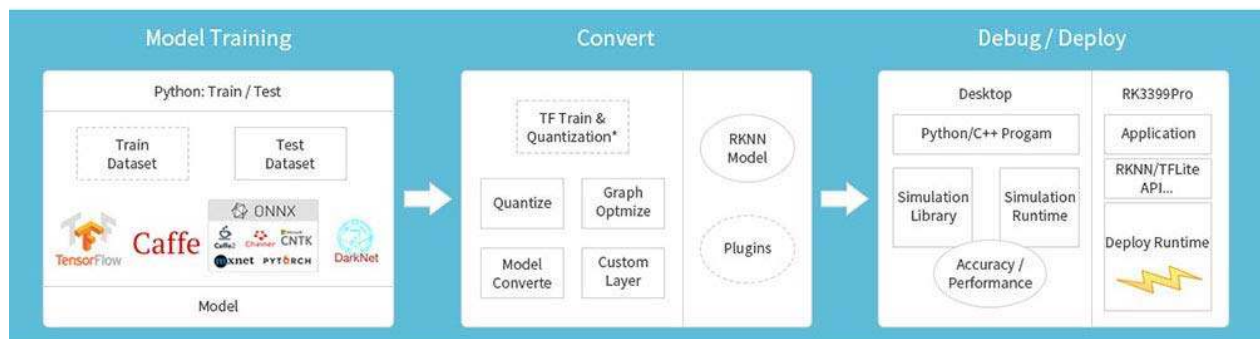 Model Training
Python: Train / Test
Train
Dataset
Test
Dataset
TensorFlow
Caffe
ONNX
Caffe2
Chainer
Microsoft
CNTK
mxnet
PYTORCH
DarkNet
Model
Convert
TF Train &
Quantization*
Quantize
Graph
Optmize
Model
Converte
Custom
Layer
RKNN
Model
Plugins
Debug / Deploy
Desktop
Python/C++ Progam
Simulation
Library
Simulation
Runtime
Accuracy /
Performance
RK3399Pro
Application
RKNN/TFLite
API...
Deploy Runtime